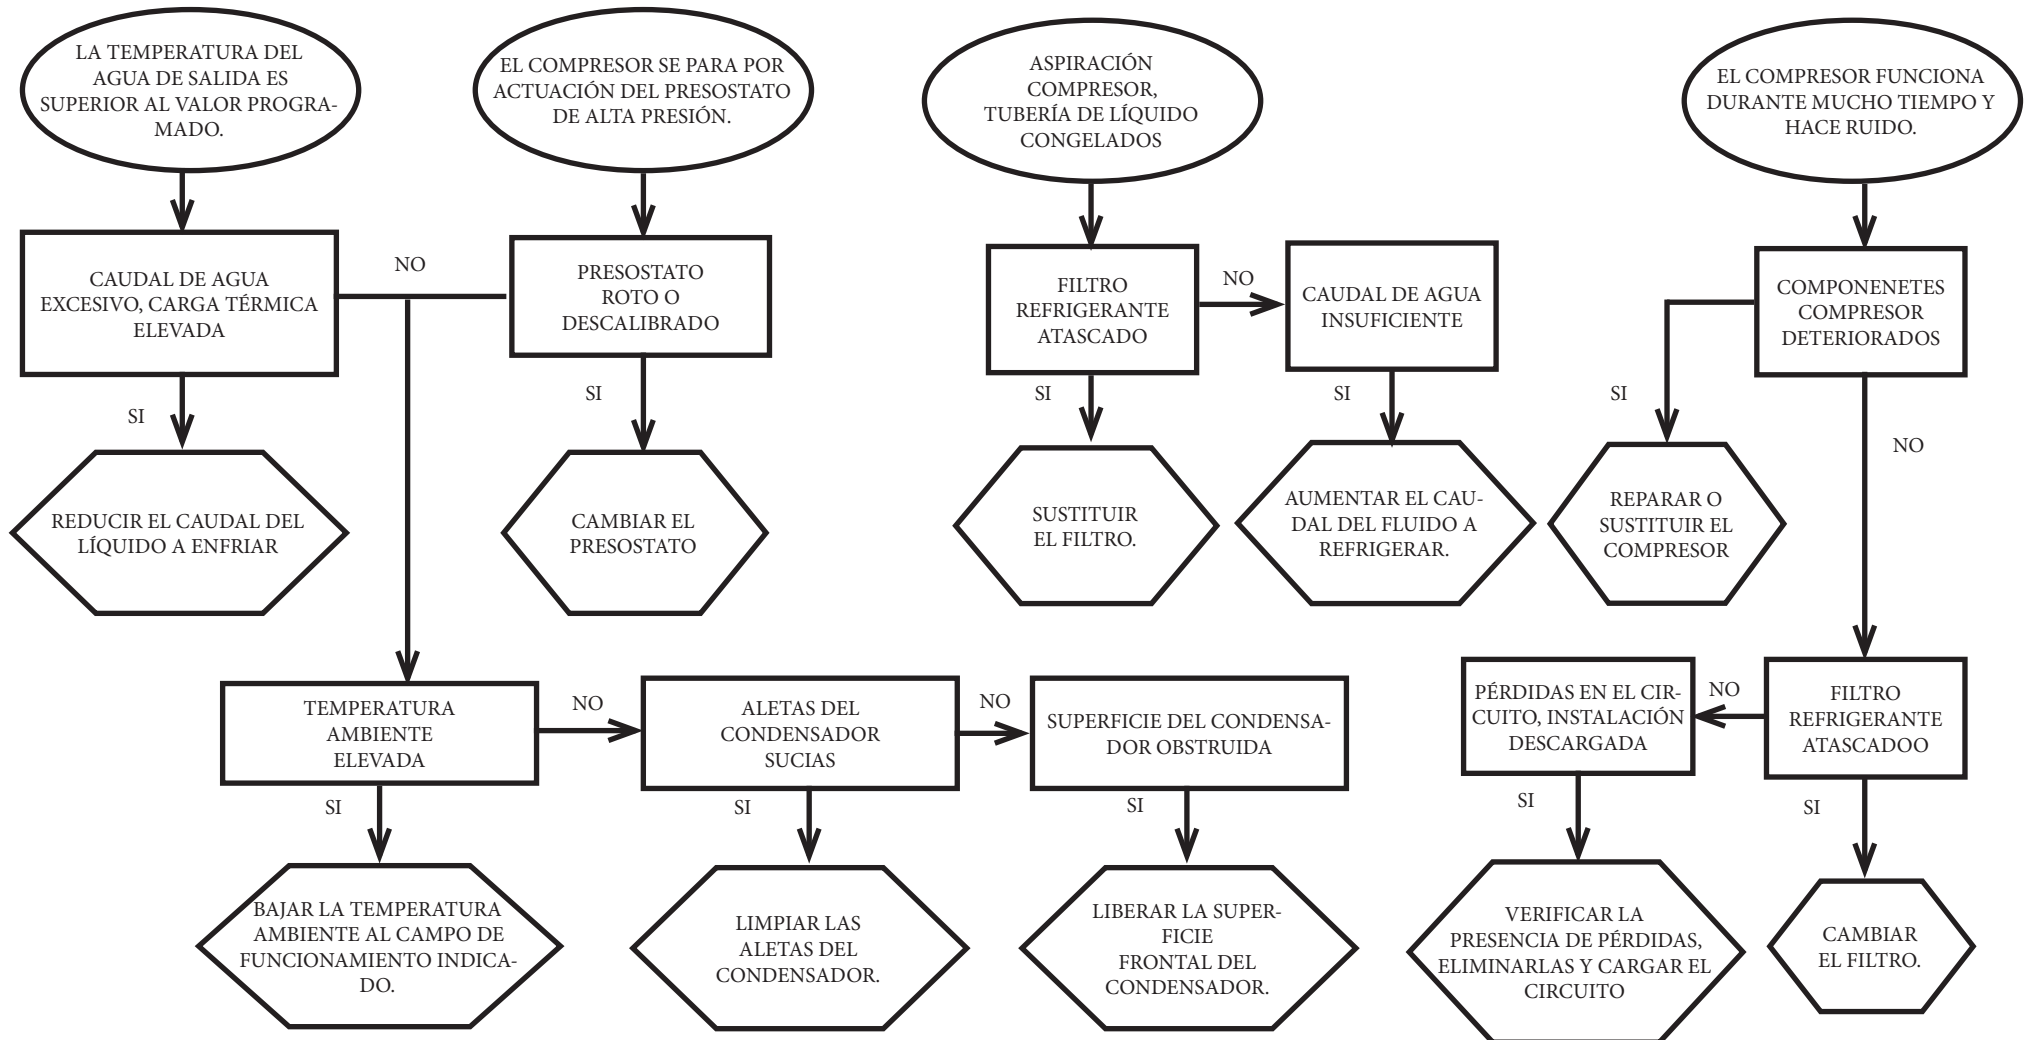 LA TEMPERATURA DEL
AGUA DE SALIDA ES
SUPERIOR AL VALOR PROGRA-
MADO.
EL COMPRESOR SE PARA POR
ACTUACIÓN DEL PRESOSTATO
DE ALTA PRESIÓN.
ASPIRACIÓN
COMPRESOR,
TUBERÍA DE LÍQUIDO
CONGELADOS
EL COMPRESOR FUNCIONA
DURANTE MUCHO TIEMPO Y
HACE RUIDO.
CAUDAL DE AGUA
EXCESIVO, CARGA TÉRMICA
ELEVADA
NO
PRESOSTATO
ROTO O
DESCALIBRADO
FILTRO
REFRIGERANTE
ATASCADO
NO
CAUDAL DE AGUA
INSUFICIENTE
COMPONENETES
COMPRESOR
DETERIORADOS
SI
SI
SI
SI
SI
NO
REDUCIR EL CAUDAL DEL
LÍQUIDO A ENFRIAR
CAMBIAR EL
PRESOSTATO
SUSTITUIR
EL FILTRO.
AUMENTAR EL CAU-
DAL DEL FLUIDO A
REFRIGERAR.
REPARAR O
SUSTITUIR EL
COMPRESOR
TEMPERATURA
AMBIENTE
ELEVADA
NO
ALETAS DEL
CONDENSADOR
SUCIAS
NO
SUPERFICIE DEL CONDENSA-
DOR OBSTRUIDA
PÉRDIDAS EN EL CIR-
CUITO, INSTALACIÓN
DESCARGADA
NO
FILTRO
REFRIGERANTE
ATASCADOO
SI
SI
SI
SI
SI
BAJAR LA TEMPERATURA
AMBIENTE AL CAMPO DE
FUNCIONAMIENTO INDICA-
DO.
LIMPIAR LAS
ALETAS DEL
CONDENSADOR.
LIBERAR LA SUPER-
FICIE
FRONTAL DEL
CONDENSADOR.
VERIFICAR LA
PRESENCIA DE PÉRDIDAS,
ELIMINARLAS Y CARGAR EL
CIRCUITO
CAMBIAR
EL FILTRO.